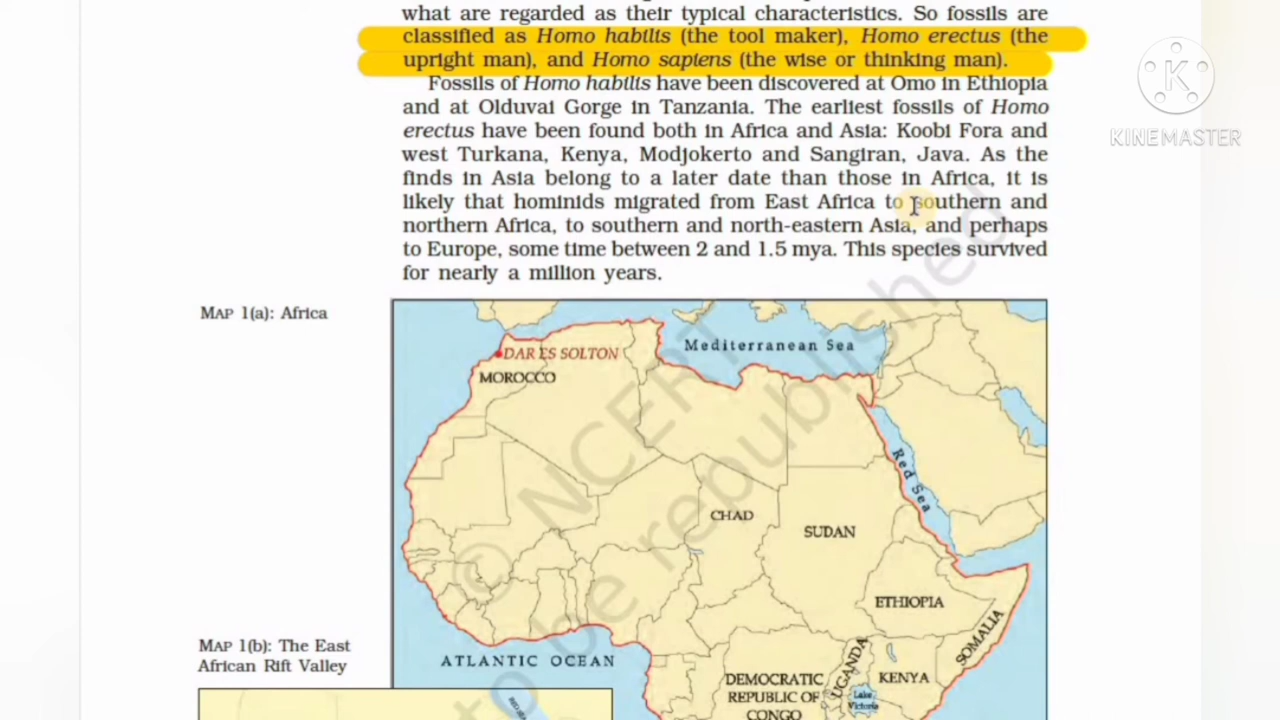 what are regarded as their typical characteristics. So fossils are
classified as Homo habilis (the tool maker), Homo erectus (the
upright man), and Homo sapiens (the wise or thinking man).
Fossils of Homo habilis have been discovered at Omo in Ethiopia
and at Olduvai Gorge in Tanzania. The earliest fossils of Homo
erectus have been found both in Africa and Asia: Koobi Fora and
west Turkana, Kenya, Modjokerto and Sangiran, Java. As the
finds in Asia belong to a later date than those in Africa, it is
likely that hominids migrated from East Africa to southern and
northern Africa, to southern and north-eastern Asia, and perhaps
to Europe, some time between 2 and 1.5 mya. This species survived
for nearly a million years.
K
KINEMASTER
MAP 1(a): Africa
Mediterranean Sea
DAR ES SOLTON
MOROCCO
Red Sea
CHAD
SUDAN
ETHIOPIA
SOMALIA
MAP 1(b): The East
African Rift Valley
ATLANTIC OCEAN
UGANDA
KENYA
DEMOCRATIC
REPUBLIC OF
CONGO
Lake
Victoria
© NCERT
to be republished